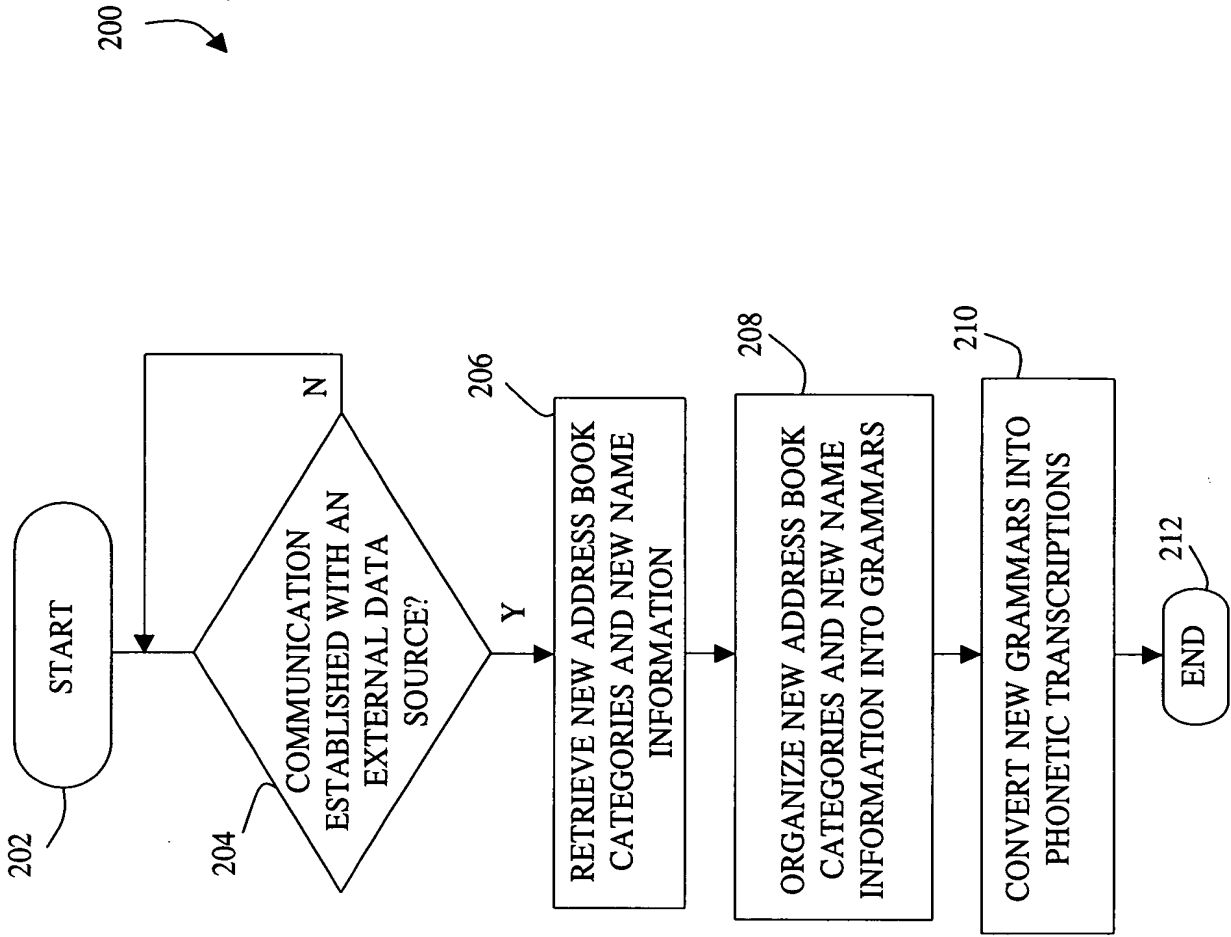 200
START
202
COMMUNICATION
ESTABLISHED WITH AN
EXTERNAL DATA
SOURCE?
204
N
Y
RETRIEVE NEW ADDRESS BOOK
CATEGORIES AND NEW NAME
INFORMATION
206
ORGANIZE NEW ADDRESS BOOK
CATEGORIES AND NEW NAME
INFORMATION INTO GRAMMARS
208
CONVERT NEW GRAMMARS INTO
PHONETIC TRANSCRIPTIONS
210
END
212